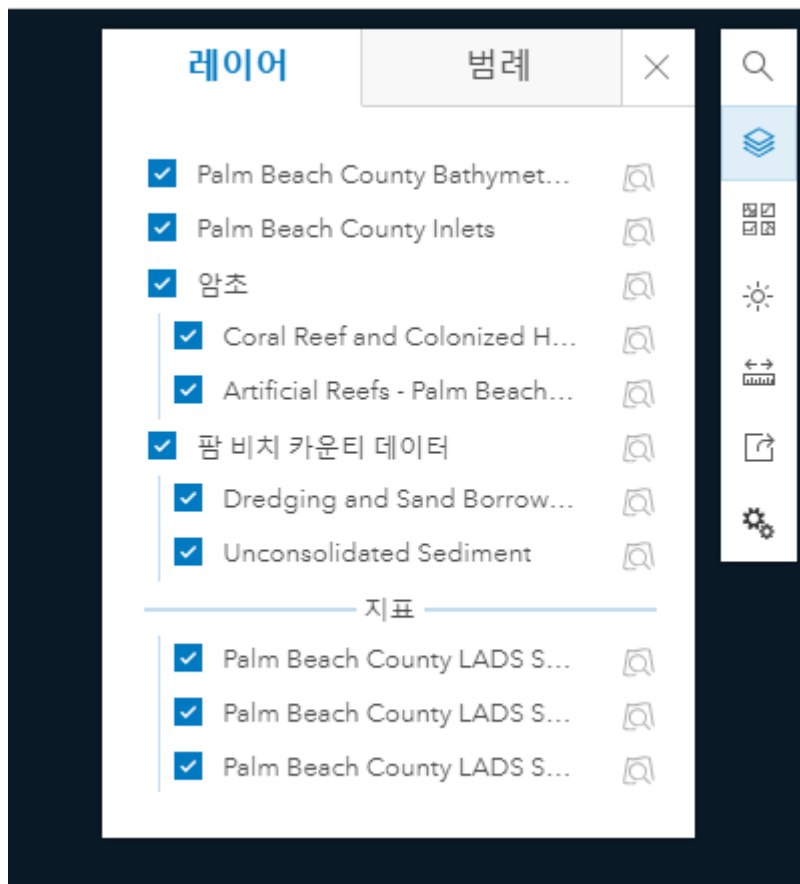 레이어
범례
Palm Beach County Bathymet...
Palm Beach County Inlets
암초
Coral Reef and Colonized H...
Artificial Reefs - Palm Beach...
팜 비치 카운티 데이터
Dredging and Sand Borrow...
Unconsolidated Sediment
지표
Palm Beach County LADS S...
Palm Beach County LADS S...
Palm Beach County LADS S...